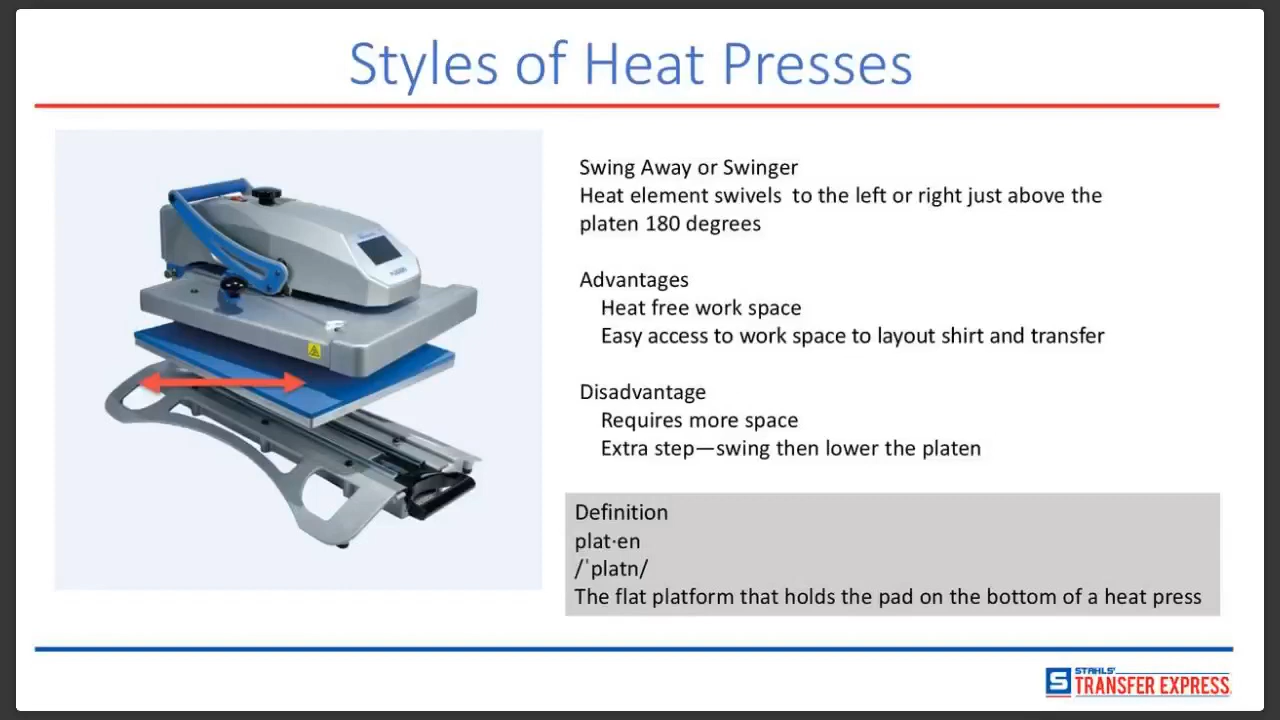 Styles of Heat Presses
Swing Away or Swinger
Heat element swivels to the left or right just above the
platen 180 degrees
Advantages
Heat free work space
Easy access to work space to layout shirt and transfer
Disadvantage
Requires more space
Extra step—swing then lower the platen
Definition
plat·en
/ˈplatn/
The flat platform that holds the pad on the bottom of a heat press
STAHLS'
TRANSFER EXPRESS